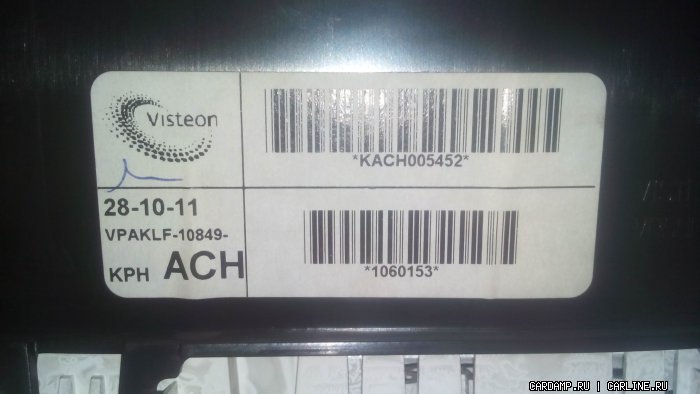 Visteon
*KACH005452*
28-10-11
VPAKLF-10849-
KPH ACH
*1060153*
CARDAMP.RU | CARLINE.RU